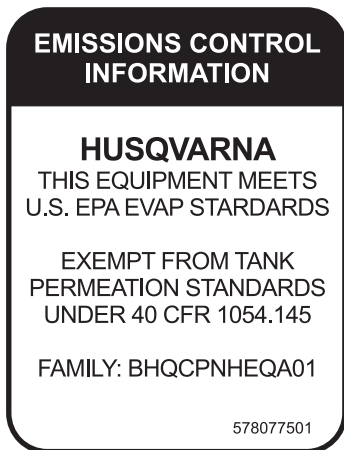 EMISSIONS CONTROL
INFORMATION
HUSQVARNA
THIS EQUIPMENT MEETS
U.S. EPA EVAP STARDARDS
EXEMPT FROM TANK
PERMEATION STANDARDS
UNDER 40 CFR 1054.145
FAMILY: BHQCPNHEQA01
578077501